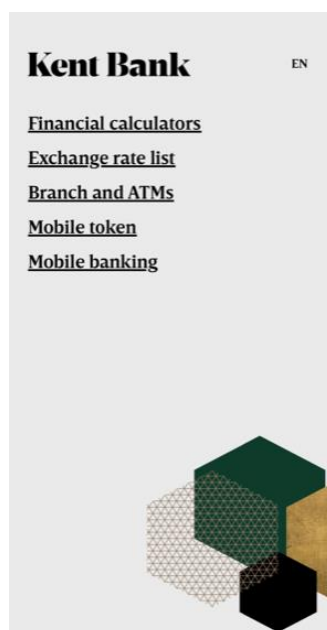 Kent Bank
EN
Financial calculators
Exchange rate list
Branch and ATMs
Mobile token
Mobile banking